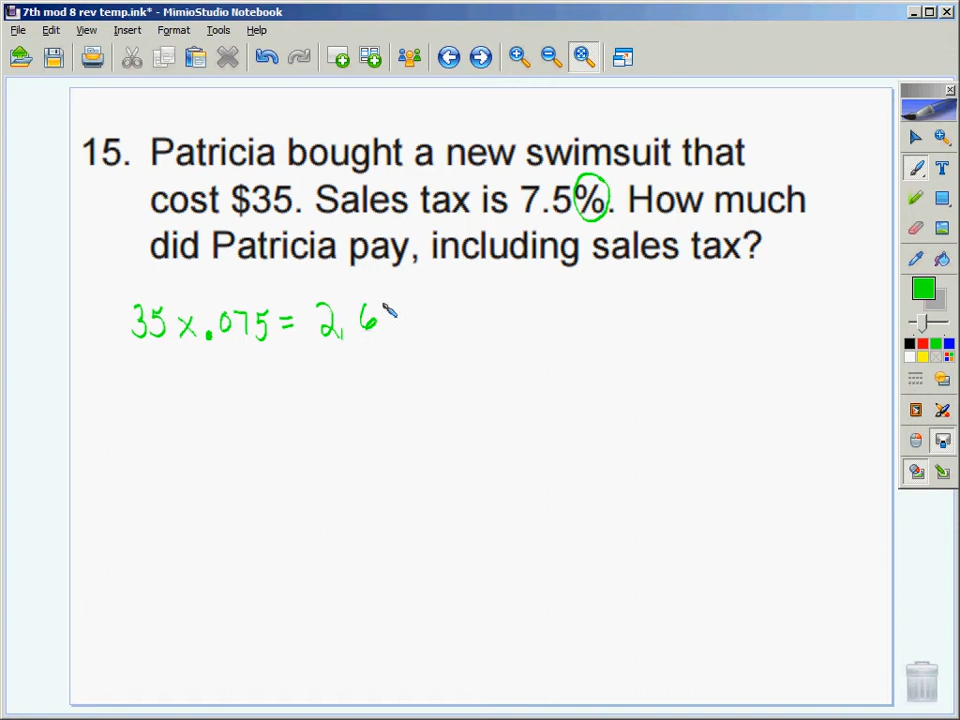 7th mod 8 rev temp.ink* - MimioStudio Notebook
File Edit View Insert Format Tools Help
15. Patricia bought a new swimsuit that
cost $35. Sales tax is 7.5%. How much
did Patricia pay, including sales tax?
35 x .075 = 2.6
T